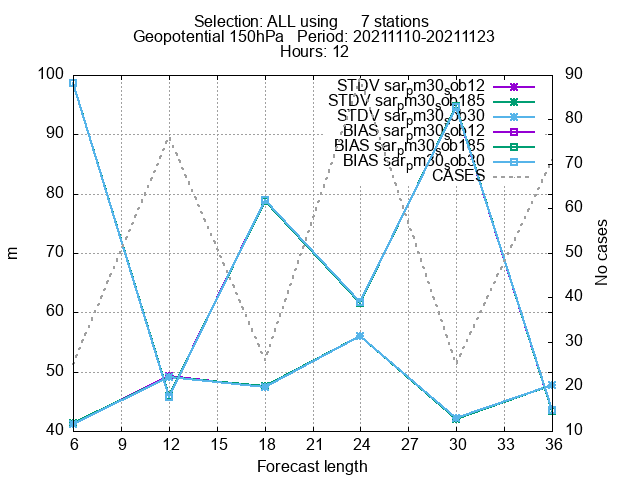 Selection: ALL using 7 stations
Geopotential 150hPa Period: 20211110-20211123
Hours: 12
100
90
80
70
60
50
40
90
80
70
60
50
40
30
20
10
STDV sar_pm30_sob12
STDV sar_pm30_sob185
STDV sar_pm30_sob30
BIAS sar_pm30_sob12
BIAS sar_pm30_sob185
BIAS sar_pm30_sob30
CASES
m
No cases
6 9 12 15 18 21 24 27 30 33 36
Forecast length